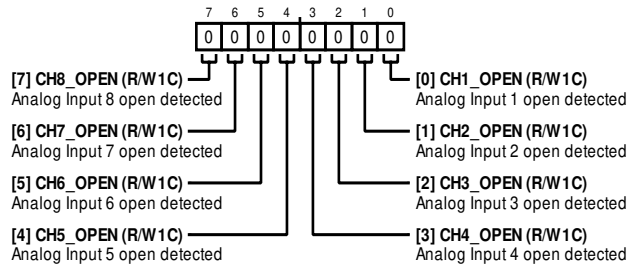 7 6 5 4 3 2 1 0
0 0 0 0 0 0 0 0
[7] CH8_OPEN (R/W1C)
Analog Input 8 open detected
[6] CH7_OPEN (R/W1C)
Analog Input 7 open detected
[5] CH6_OPEN (R/W1C)
Analog Input 6 open detected
[4] CH5_OPEN (R/W1C)
Analog Input 5 open detected
[0] CH1_OPEN (R/W1C)
Analog Input 1 open detected
[1] CH2_OPEN (R/W1C)
Analog Input 2 open detected
[2] CH3_OPEN (R/W1C)
Analog Input 3 open detected
[3] CH4_OPEN (R/W1C)
Analog Input 4 open detected